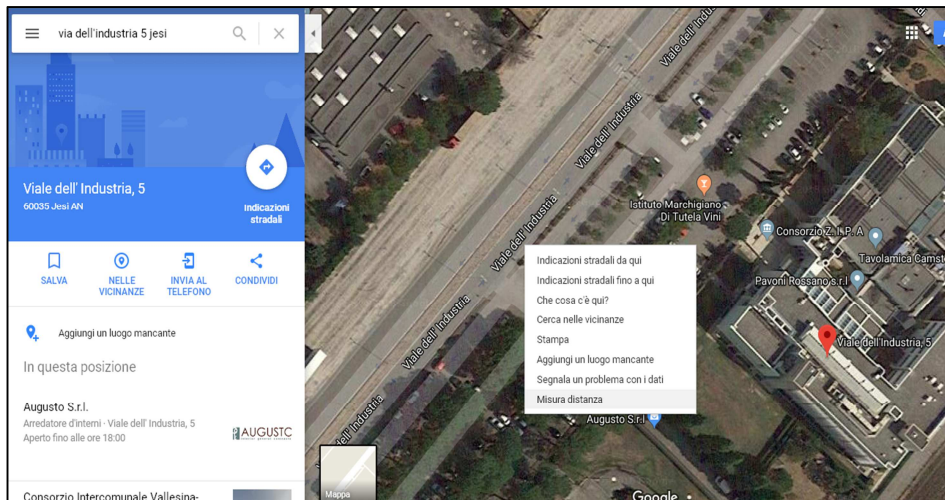 via dell'industria 5 jesi
Viale dell' Industria, 5
60035 Jesi AN
Indicazioni
stradali
SALVA
NELLE
VICINANZE
INVIA AL
TELEFONO
CONDIVIDI
Aggiungi un luogo mancante
In questa posizione
Augusto S.r.l.
Arredatore d'interni · Viale dell' Industria, 5
Aperto fino alle ore 18:00
AUGUSTC
Consorzio Intercomunale Vallesina-
Viale dell' Indus
Viale dell' Industria
Viale dell' Industria
Viale dell' Industria
Viale dell' Industria
dell' Industria
Istituto Marchigiano
Di Tutela Vini
Consorzio Z. I. P. A
Tavolamica Camst
Pavoni Rossano s.r.l
Viale dell'Industria, 5
Indicazioni stradali da qui
Indicazioni stradali fino a qui
Che cosa c'è qui?
Cerca nelle vicinanze
Stampa
Aggiungi un luogo mancante
Segnala un problema con i dati
Misura distanza
Augusto S.r.l
Mappa
Google